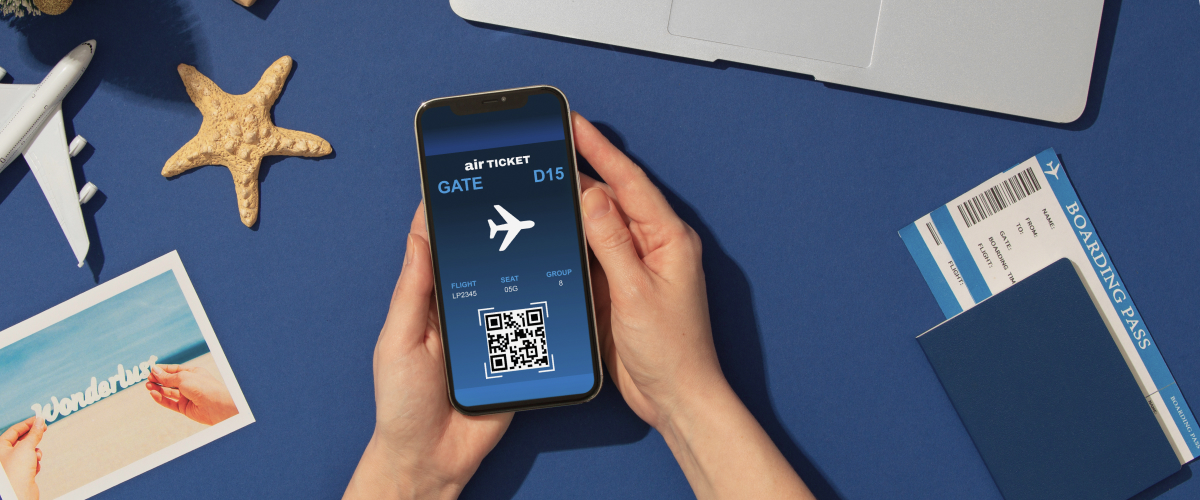 air TICKET
GATE D15
FLIGHT SEAT GROUP
LP2345 05G 8
Wonderlust
BOARDING PASS
NAME:
FROM:
TO:
GATE:
BOARDING TIM
FLIGHT:
FLIGHT:
BOARDING PASS